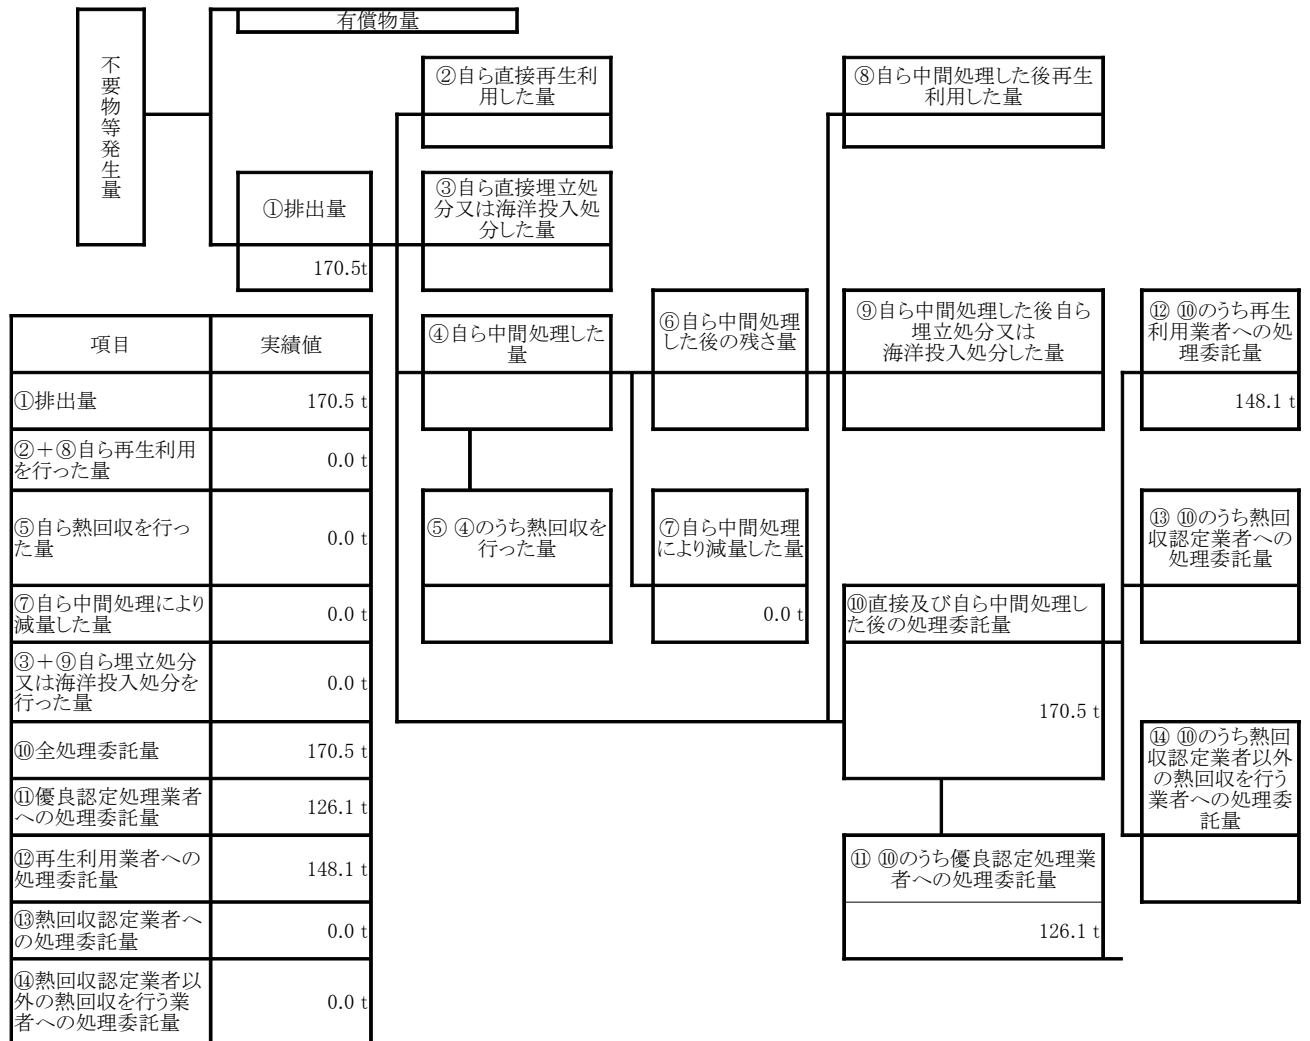 有償物量
不要物等発生量
②自ら直接再生利
用した量
⑧自ら中間処理した後再生
利用した量
①排出量
170.5t
③自ら直接埋立処
分又は海洋投入処
分した量
④自ら中間処理した
量
⑥自ら中間処理
した後の残さ量
⑨自ら中間処理した後自ら
埋立処分又は
海洋投入処分した量
⑫ ⑩のうち再生
利用業者への処
理委託量
148.1 t
⑤ ④のうち熱回収を
行った量
⑦自ら中間処理
により減量した量
0.0 t
⑬ ⑩のうち熱回
収認定業者への
処理委託量
⑩直接及び自ら中間処理し
た後の処理委託量
170.5 t
⑭ ⑩のうち熱回
収認定業者以外
の熱回収を行う
業者への処理委
託量
⑪ ⑩のうち優良認定処理業
者への処理委託量
126.1 t
項目 実績値
①排出量 170.5 t
②＋⑧自ら再生利用
を行った量 0.0 t
⑤自ら熱回収を行っ
た量 0.0 t
⑦自ら中間処理により
減量した量 0.0 t
③＋⑨自ら埋立処分
又は海洋投入処分を
行った量 0.0 t
⑩全処理委託量 170.5 t
⑪優良認定処理業者
への処理委託量 126.1 t
⑫再生利用業者への
処理委託量 148.1 t
⑬熱回収認定業者へ
の処理委託量 0.0 t
⑭熱回収認定業者以
外の熱回収を行う業
者への処理委託量 0.0 t